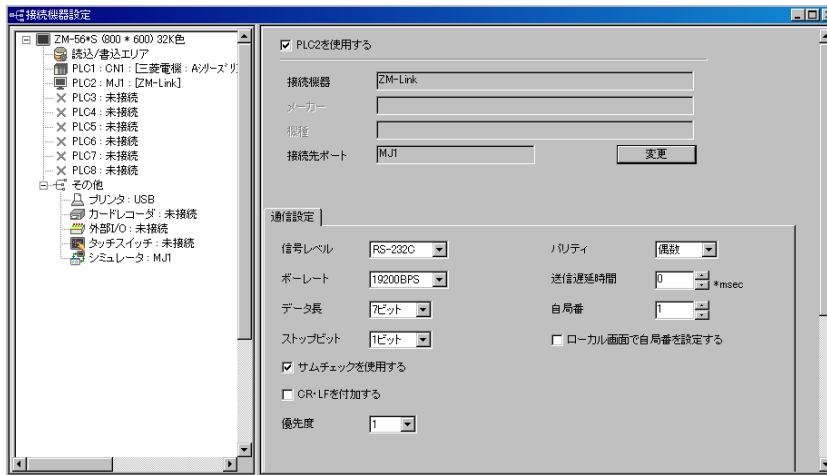 接続機器設定
ZM-56*S (800 * 600) 32K色
読込/書込エリア
PLC1 : CN1 : [三菱電機 : Aシリーズリ
PLC2 : MJ1 : [ZM-Link]
PLC3 : 未接続
PLC4 : 未接続
PLC5 : 未接続
PLC6 : 未接続
PLC7 : 未接続
PLC8 : 未接続
その他
プリンタ : USB
カードレコーダ : 未接続
外部I/O : 未接続
タッチスイッチ : 未接続
シミュレータ : MJ1
PLC2を使用する
接続機器 ZM-Link
メーカー
機種
接続先ポート MJ1 変更
通信設定
信号レベル RS-232C パリティ 偶数
ボーレート 19200BPS 送信遅延時間 0 *msec
データ長 7ビット 自局番 1
ストップビット 1ビット ローカル画面で自局番を設定する
サムチェックを使用する
CR・LFを付加する
優先度 1